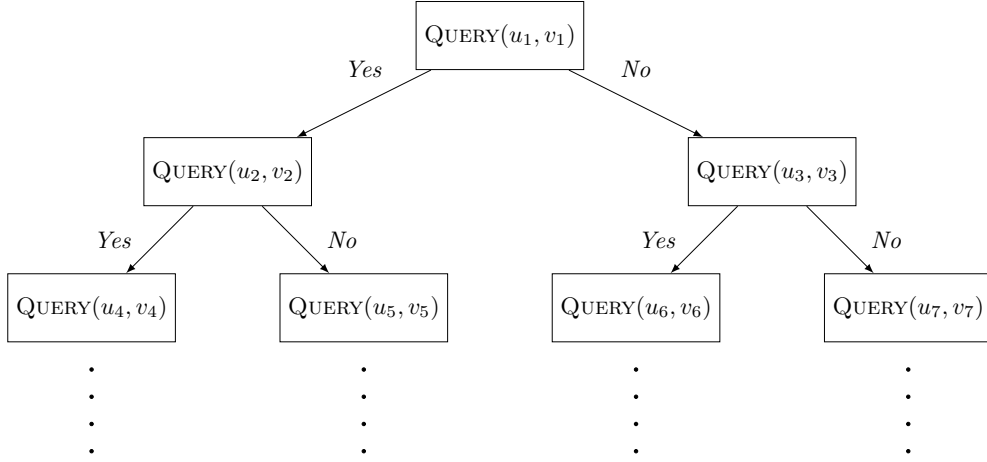 QUERY(u₁, v₁)
Yes
No
QUERY(u₂, v₂)
QUERY(u₃, v₃)
Yes
No
Yes
No
QUERY(u₄, v₄)
QUERY(u₅, v₅)
QUERY(u₆, v₆)
QUERY(u₇, v₇)